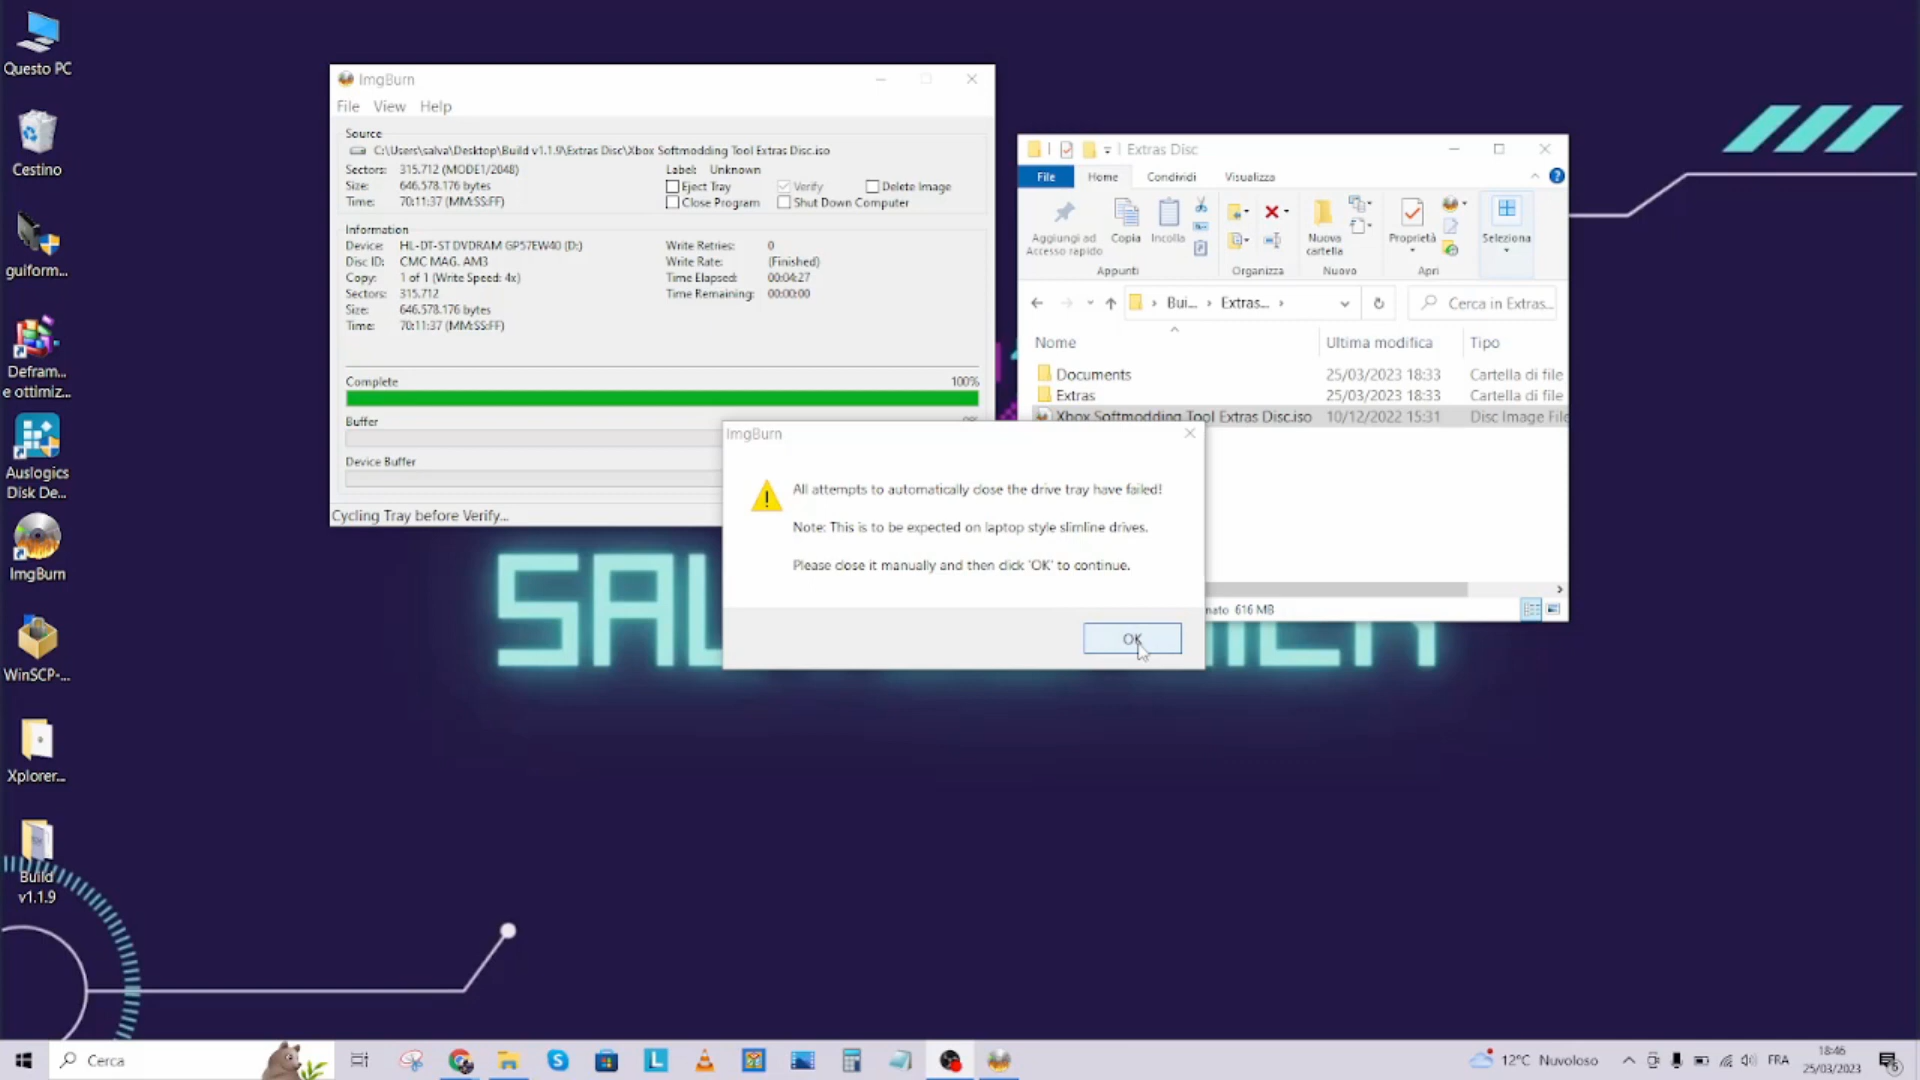 Questo PC
Cestino
guiform...
Defram...
e ottimiz...
Auslogics
Disk De...
ImgBurn
WinSCP-...
Xplorer...
Build
v1.1.9
ImgBurn
File View Help
Source
C:\Users\salva\Desktop\Build v1.1.9\Extras Disc\Xbox Softmodding Tool Extras Disc.iso
Sectors: 315.712 (MODE1/2048)
Size: 646.578.176 bytes
Time: 70:11:37 (MM:SS:FF)
Label: Unknown
Eject Tray Verify Delete Image
Close Program Shut Down Computer
Information
Device: HL-DT-ST DVDRAM GP57EW40 (D:)
Disc ID: CMC MAG. AM3
Copy: 1 of 1 (Write Speed: 4x)
Sectors: 315.712
Size: 646.578.176 bytes
Time: 70:11:37 (MM:SS:FF)
Write Retries: 0
Write Rate: (Finished)
Time Elapsed: 00:04:27
Time Remaining: 00:00:00
Complete 100%
Buffer
Device Buffer
Cycling Tray before Verify...
ImgBurn
All attempts to automatically close the drive tray have failed!
Note: This is to be expected on laptop style slimline drives.
Please close it manually and then click 'OK' to continue.
OK
Extras Disc
File Home Condividi Visualizza
Aggiungi ad
Accesso rapido
Copia
Incolla
Nuova
cartella
Proprietà
Seleziona
Appunti Organizza Nuovo Apri
Bui... Extras... Cerca in Extras...
Nome Ultima modifica Tipo
Documents 25/03/2023 18:33 Cartella di file
Extras 25/03/2023 18:33 Cartella di file
Xbox Softmodding Tool Extras Disc.iso 10/12/2022 15:31 Disc Image File
616 MB
Cerca
12°C Nuvoloso
FRA
18:46
25/03/2023